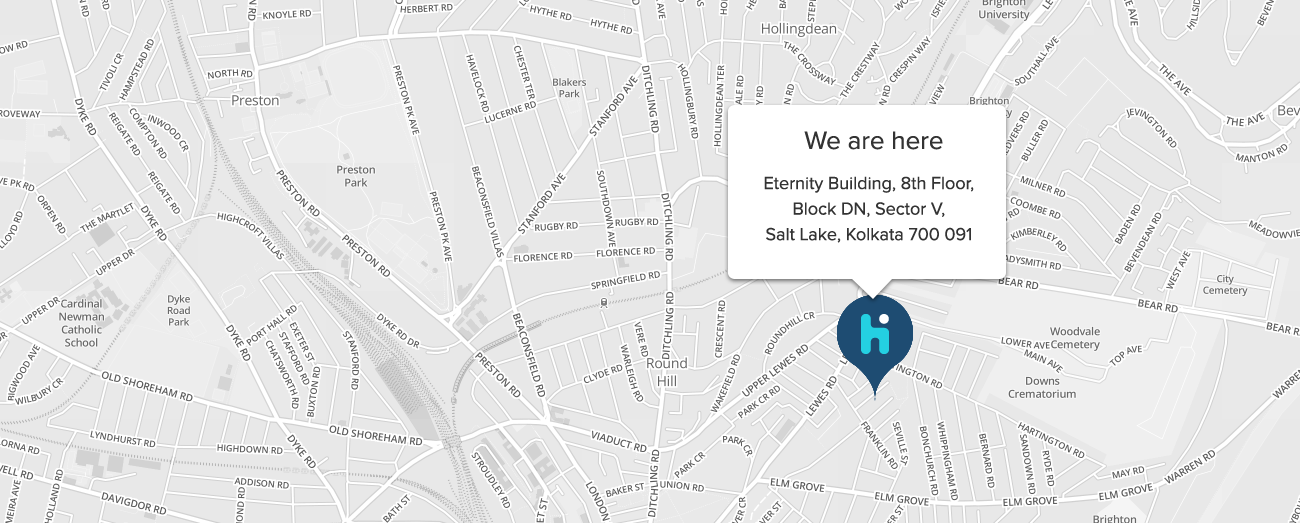 We are here
Eternity Building, 8th Floor,
Block DN, Sector V,
Salt Lake, Kolkata 700 091
hi
KNOYLE RD
HERBERT RD
HYTHE RD
HYTHE RD
DITCHLING RD
Hollingdean
Brighton
University
TIVOLI CR
HAMPSTEAD RD
NORTH RD
Preston
DYKE RD
REIGATE RD
COMPTON RD
INWOOD CR
REIGATE RD
PRESTON PK AVE
HAVELOCK RD
CHESTER TER
LUCERNE RD
Blakers
Park
STANFORD AVE
DITCHLING RD
HOLLINGBURY RD
HOLLINGDEAN TER
THE CROSSWAY
THE CRESTWAY
CRESPIN WAY
SOUTHALL AVE
Brighton
THE AVE
THE AVE
THE AVE
JEVINGTON RD
MANTON RD
BULLER RD
MILNER RD
COOMBE RD
KIMBERLEY RD
BADEN RD
BEVENDEAN RD
WEST AVE
BEAR RD
BEAR RD
BEAR RD
City
Cemetery
Preston
Park
PRESTON RD
PRESTON RD
PRESTON PK AVE
BEACONSFIELD VILLAS
STANFORD AVE
SOUTHDOWN AVE
RUGBY RD
RUGBY RD
FLORENCE RD
FLORENCE RD
SPRINGFIELD RD
DITCHLING RD
DITCHLING RD
ORPEN RD
THE MARTLET
DYKE RD
HIGHCROFT VILLAS
UPPER DR
UPPER DR
Cardinal
Newman
Catholic
School
Dyke
Road
Park
DYKE RD
PORT HALL RD
EXETER ST
STAFFORD RD
CHATSWORTH RD
BUXTON RD
STANFORD RD
DYKE RD DR
PRESTON RD
BEACONSFIELD RD
VERE RD
WARLEIGH RD
CLYDE RD
Round
Hill
CRESCENT RD
WAKEFIELD RD
ROUNDHILL CR
UPPER LEWES RD
PARK CR RD
LEWES RD
Woodvale
Cemetery
LOWER AVE
MAIN AVE
TOP AVE
Downs
Crematorium
RIGWOOD AVE
WILBURY CR
OLD SHOREHAM RD
OLD SHOREHAM RD
LYNDHURST RD
HIGHDOWN RD
DYKE RD
DAVIGDOR RD
ADDISON RD
BATH ST
STROUDLEY RD
VIADUCT RD
BAKER ST
UNION RD
DITCHLING RD
PARK CR
PARK CR
FRANKLIN RD
SEVILLE ST
BONCHURCH RD
WHIPPINGHAM RD
BERNARD RD
SANDOWN RD
RYDE RD
HARTINGTON RD
MAY RD
WARREN RD
ELM GROVE
ELM GROVE
ELM GROVE
ELM GROVE
Brighton